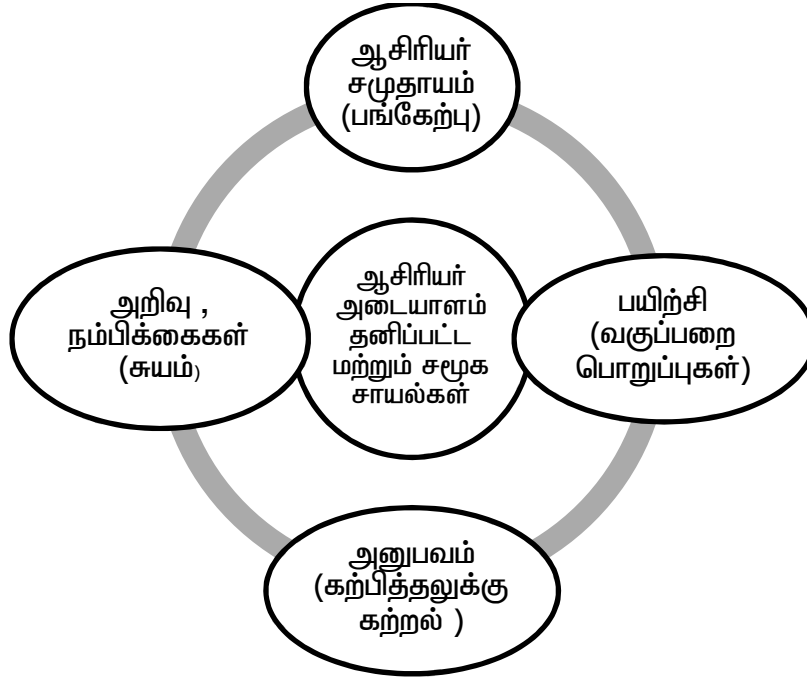 ஆசிரியர்
சமுதாயம்
(பங்கேற்பு)
அறிவு ,
நம்பிக்கைகள்
(சுயம்)
ஆசிரியர்
அடையாளம்
தனிப்பட்ட
மற்றும் சமூக
சாயல்கள்
பயிற்சி
(வகுப்பறை
பொறுப்புகள்)
அனுபவம்
(கற்பித்தலுக்கு
கற்றல் )